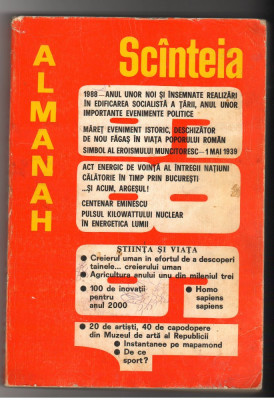 ALMANAH
Scînteia
1988 — ANUL UNOR NOI ȘI ÎNSEMNATE REALIZĂRI
ÎN EDIFICAREA SOCIALISTĂ A ȚĂRII, ANUL UNOR
IMPORTANTE EVENIMENTE POLITICE
MĂREȚ EVENIMENT ISTORIC, DESCHIZĂTOR
DE NOU FĂGAȘ ÎN VIAȚA POPORULUI ROMÂN
SIMBOL AL EROISMULUI MUNCITORESC — 1 MAI 1939
ACT ENERGIC DE VOINȚĂ AL ÎNTREGII NAȚIUNI
CĂLĂTORIE ÎN TIMP PRIN BUCUREȘTI
...ȘI ACUM, ARGEȘUL!
CENTENAR EMINESCU
PULSUL KILOWATTULUI NUCLEAR
ÎN ENERGETICA LUMII
ȘTIINȚA ȘI VIAȚA
• Creierul uman în efortul de a descoperi
tainele... creierului uman
• Agricultura anului unu din mileniul trei
• 100 de inovații
pentru
anul 2000
• Homo
sapiens
sapiens
• 20 de artiști, 40 de capodopere
din Muzeul de artă al Republicii
• Instantanee pe mapamond
• De ce
sport?